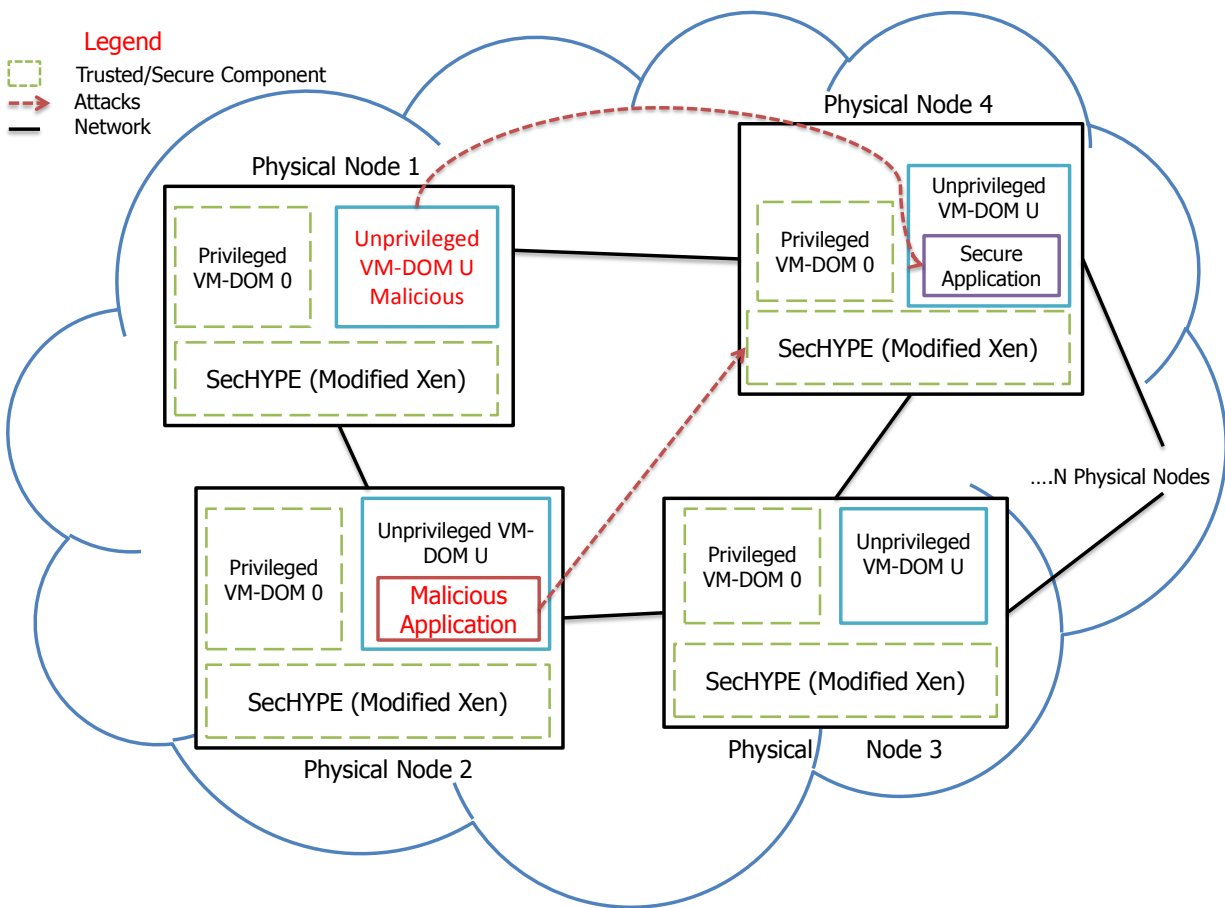 Legend
Trusted/Secure Component
Attacks
Network
Physical Node 1
Privileged
VM-DOM 0
Unprivileged
VM-DOM U
Malicious
SecHYPE (Modified Xen)
Physical Node 4
Privileged
VM-DOM 0
Unprivileged
VM-DOM U
Secure
Application
SecHYPE (Modified Xen)
....N Physical Nodes
Privileged
VM-DOM 0
Unprivileged VM-
DOM U
Malicious
Application
SecHYPE (Modified Xen)
Physical Node 2
Privileged
VM-DOM 0
Unprivileged
VM-DOM U
SecHYPE (Modified Xen)
Physical Node 3